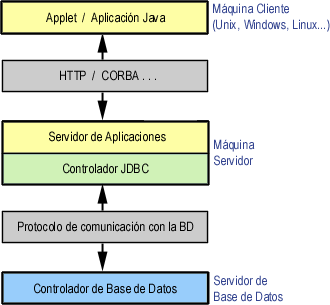 Applet / Aplicación Java
Máquina Cliente
(Unix, Windows, Linux...)
HTTP / CORBA . . .
Servidor de Aplicaciones
Controlador JDBC
Máquina
Servidor
Protocolo de comunicación con la BD
Controlador de Base de Datos
Servidor de
Base de Datos